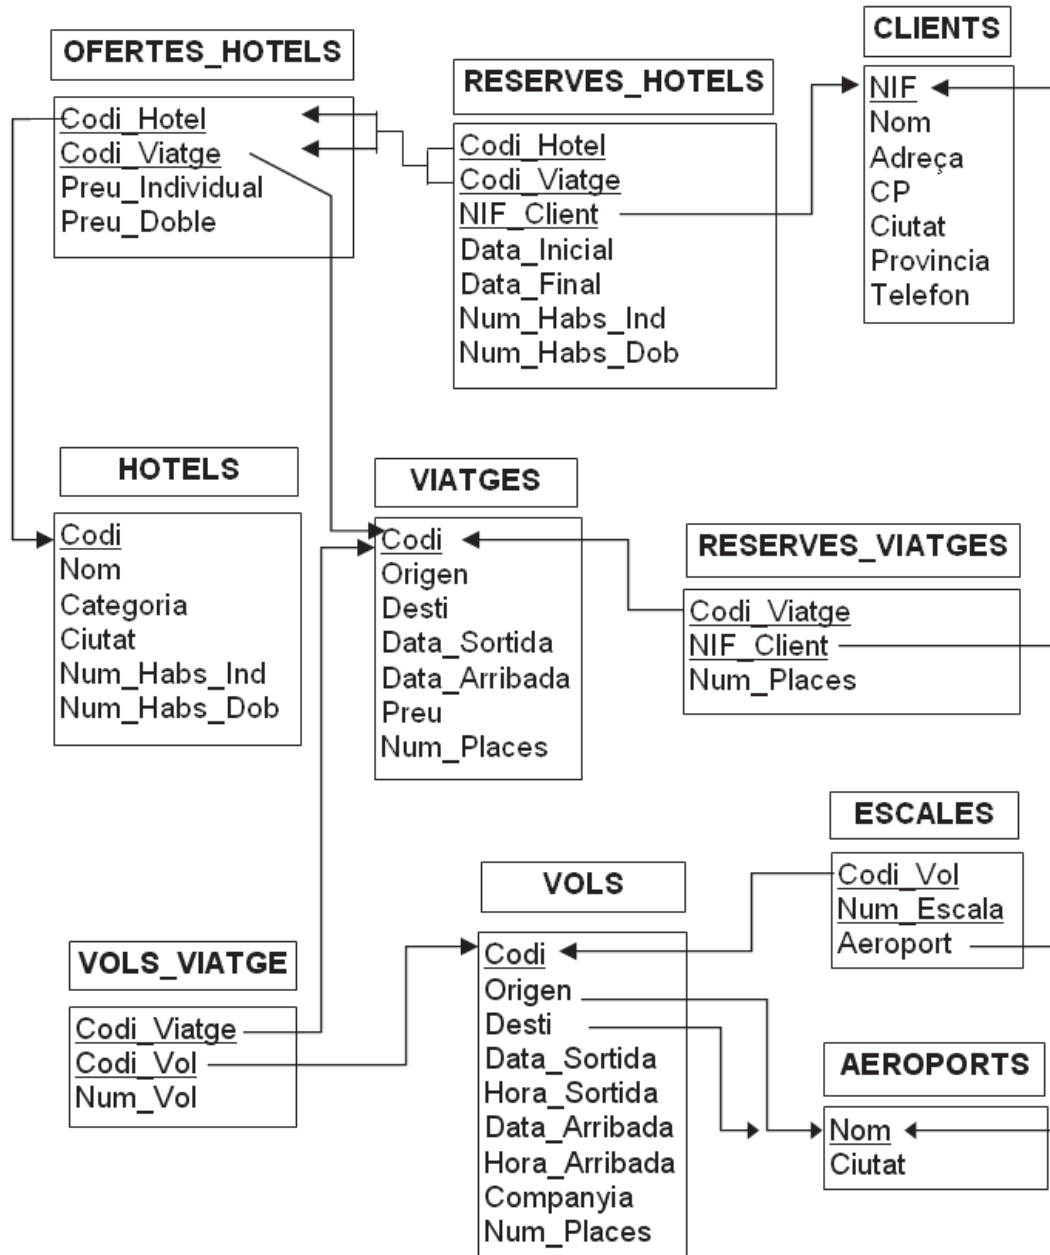 OFERTES_HOTELS
Codi_Hotel
Codi_Viatge
Preu_Individual
Preu_Doble
RESERVES_HOTELS
Codi_Hotel
Codi_Viatge
NIF_Client
Data_Inicial
Data_Final
Num_Habs_Ind
Num_Habs_Dob
CLIENTS
NIF
Nom
Adreça
CP
Ciutat
Provincia
Telefon
HOTELS
Codi
Nom
Categoria
Ciutat
Num_Habs_Ind
Num_Habs_Dob
VIATGES
Codi
Origen
Desti
Data_Sortida
Data_Arribada
Preu
Num_Places
RESERVES_VIATGES
Codi_Viatge
NIF_Client
Num_Places
VOLS_VIATGE
Codi_Viatge
Codi_Vol
Num_Vol
VOLS
Codi
Origen
Desti
Data_Sortida
Hora_Sortida
Data_Arribada
Hora_Arribada
Companyia
Num_Places
ESCALES
Codi_Vol
Num_Escala
Aeroport
AEROPORTS
Nom
Ciutat